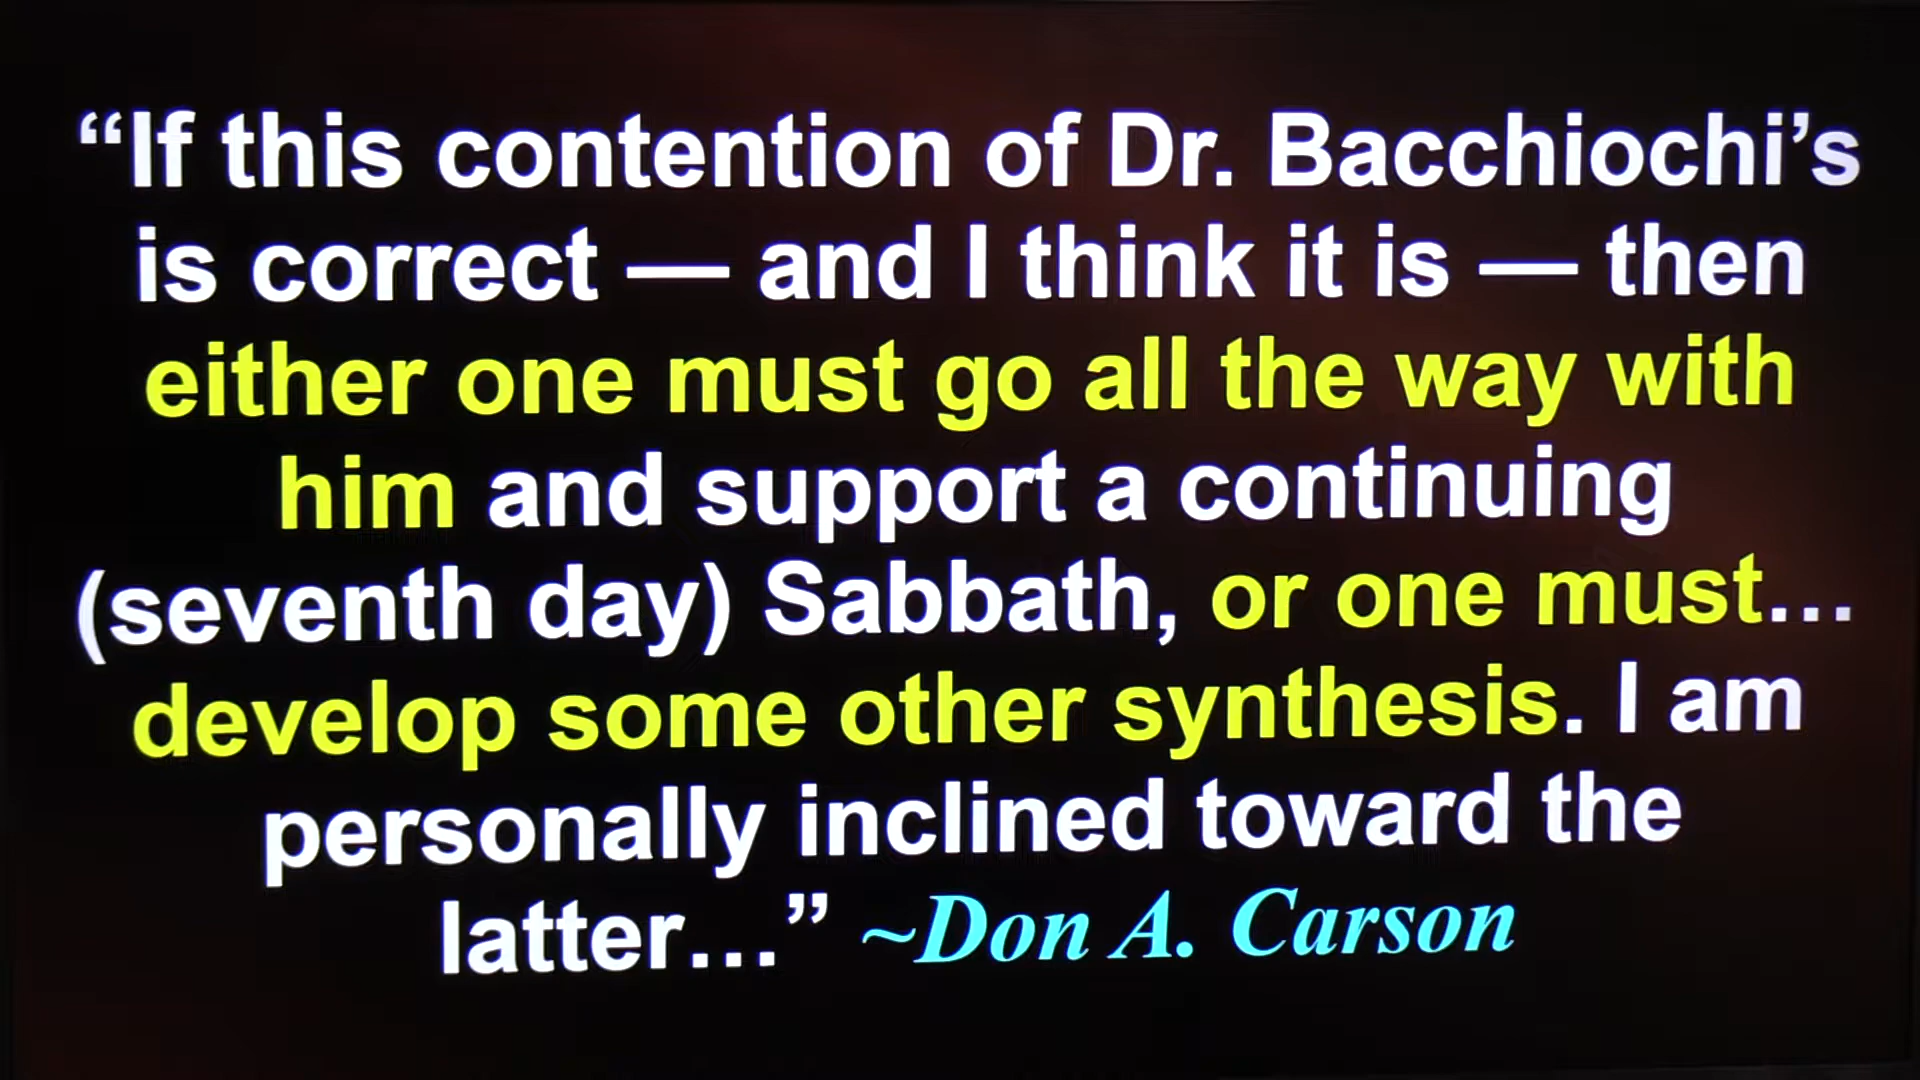 “If this contention of Dr. Bacchiochi’s
is correct — and I think it is — then
either one must go all the way with
him and support a continuing
(seventh day) Sabbath, or one must…
develop some other synthesis. I am
personally inclined toward the
latter…” ~Don A. Carson